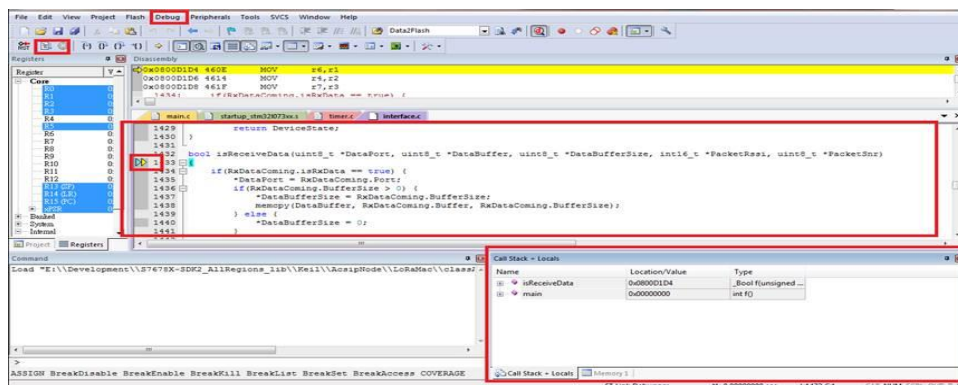 File Edit View Project Flash Debug Peripherals Tools SVCS Window Help
Data2Flash
Registers
Disassembly
Register
Core
R0
R1
R2
R3
R4
R5
R6
R7
R8
R9
R10
R11
R12
R13 (SP)
R14 (LR)
R15 (PC)
xPSR
Banked
System
Internal
Project Registers
0x0800D1D4 460E MOV r6,r1
0x0800D1D6 4614 MOV r4,r2
0x0800D1D8 461F MOV r7,r3
1434: if(RxDataComing.isRxData == true) {
main.c startup_stm32l073xx.s timer.c interface.c
1429 return DeviceState;
1430 }
1431
1432 bool isReceiveData(uint8_t *DataPort, uint8_t *DataBuffer, uint8_t *DataBufferSize, int16_t *PacketRssi, uint8_t *PacketSnr)
1433 {
1434 if(RxDataComing.isRxData == true) {
1435 *DataPort = RxDataComing.Port;
1436 if(RxDataComing.BufferSize > 0) {
1437 *DataBufferSize = RxDataComing.BufferSize;
1438 memcpy(DataBuffer, RxDataComing.Buffer, RxDataComing.BufferSize);
1439 } else {
1440 *DataBufferSize = 0;
1441 }
Command
Load "E:\\Development\\S7678X-SDK2_AllRegions_lib\\Keil\\AcsipNode\\LoRaMac\\class
>
ASSIGN BreakDisable BreakEnable BreakKill BreakList BreakSet BreakAccess COVERAGE
Call Stack + Locals
Name Location/Value Type
isReceiveData 0x0800D1D4 _Bool f(unsigned ...
main 0x00000000 int f()
Call Stack + Locals Memory 1